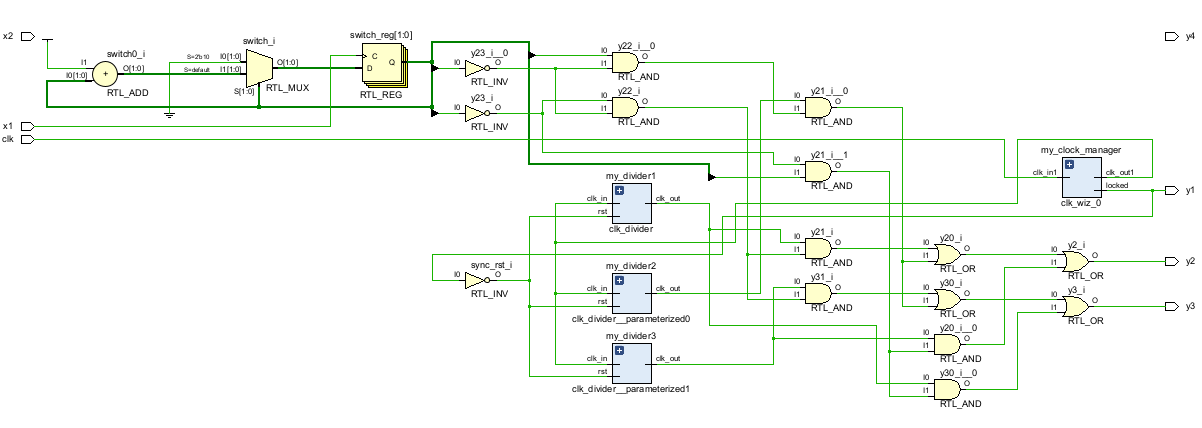 x2
y4
switch0_i
I1
I0[1:0]
+
O[1:0]
RTL_ADD
switch_i
S=2'b10
I0[1:0]
S=default
I1[1:0]
O[1:0]
S[1:0]
RTL_MUX
switch_reg[1:0]
C
D
Q
RTL_REG
y23_i__0
I0
O
RTL_INV
y23_i
I0
O
RTL_INV
y22_i__0
I0
I1
O
RTL_AND
y22_i
I0
I1
O
RTL_AND
y21_i__0
I0
I1
O
RTL_AND
x1
clk
y21_i__1
I0
I1
O
RTL_AND
my_clock_manager
clk_in1
clk_out1
locked
clk_wiz_0
y1
my_divider1
clk_in
rst
clk_out
clk_divider
sync_rst_i
I0
O
RTL_INV
my_divider2
clk_in
rst
clk_out
clk_divider__parameterized0
my_divider3
clk_in
rst
clk_out
clk_divider__parameterized1
y21_i
I0
I1
O
RTL_AND
y31_i
I0
I1
O
RTL_AND
y20_i
I0
I1
O
RTL_OR
y30_i
I0
I1
O
RTL_OR
y2_i
I0
I1
O
RTL_OR
y2
y3_i
I0
I1
O
RTL_OR
y3
y20_i__0
I0
I1
O
RTL_AND
y30_i__0
I0
I1
O
RTL_AND